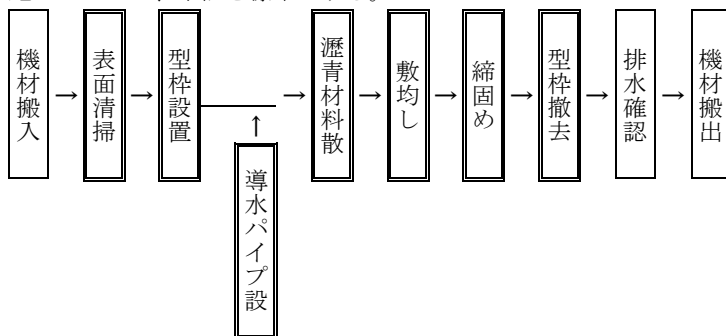 機材搬入
→
表面清掃
→
型枠設置
→
瀝青材料散
→
敷均し
→
締固め
→
型枠撤去
→
排水確認
→
機材搬出
↑
導水パイプ設